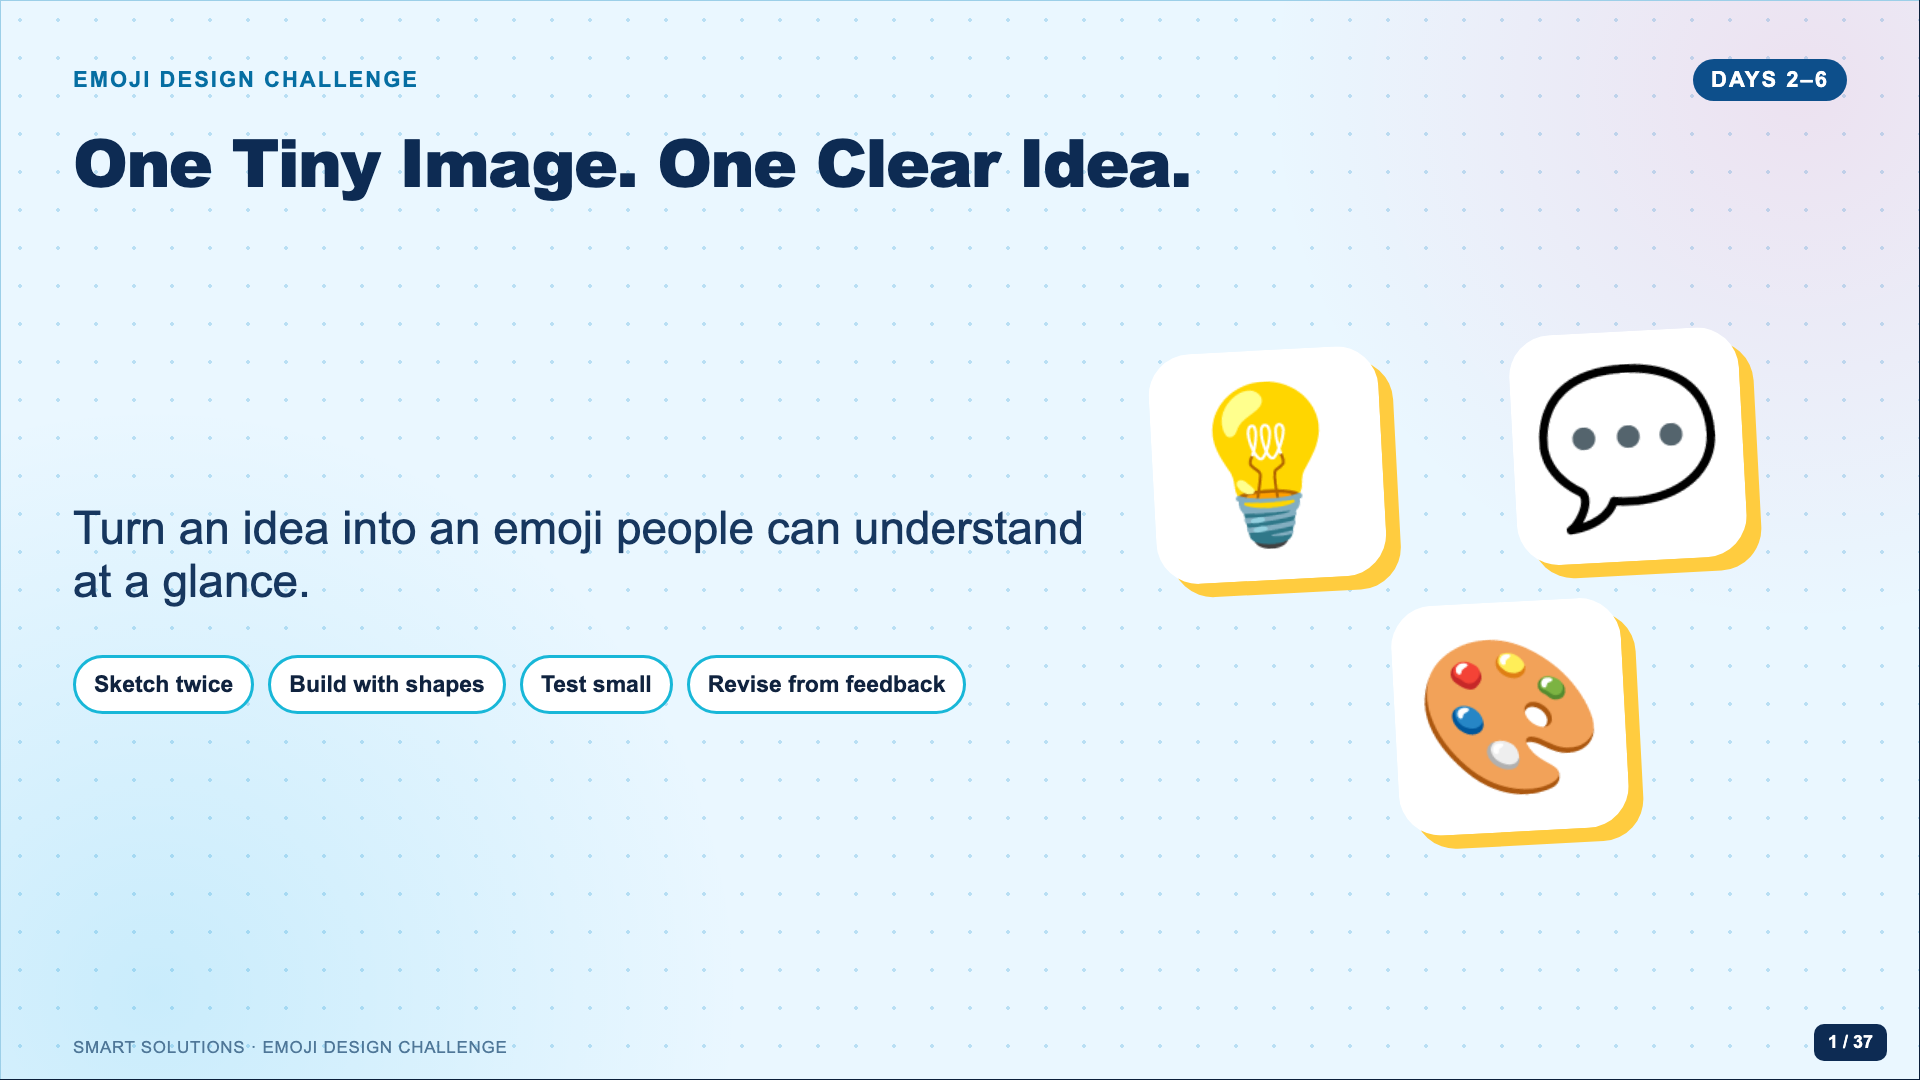 EMOJI DESIGN CHALLENGE
DAYS 2–6
One Tiny Image. One Clear Idea.
Turn an idea into an emoji people can understand
at a glance.
Sketch twice
Build with shapes
Test small
Revise from feedback
SMART SOLUTIONS · EMOJI DESIGN CHALLENGE
1 / 37